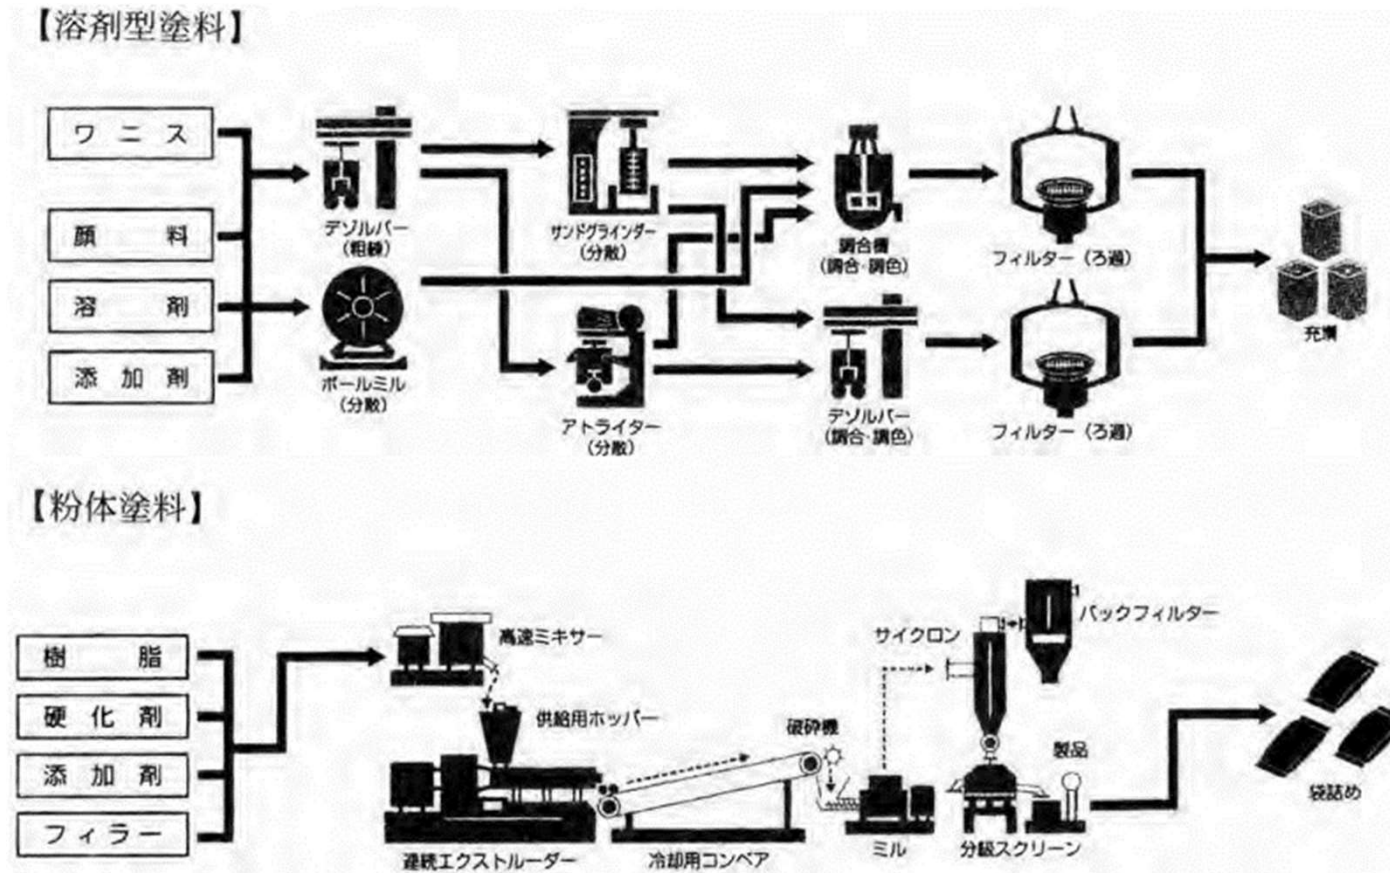 【溶剤型塗料】
ワニス
顔料
溶剤
添加剤
デゾルバー
(粗練)
ボールミル
(分散)
サンドグラインダー
(分散)
アトライター
(分散)
調合機
(調合・調色)
デゾルバー
(調合・調色)
フィルター(ろ過)
フィルター(ろ過)
充填
【粉体塗料】
樹脂
硬化剤
添加剤
フィラー
高速ミキサー
供給用ホッパー
連続エクストルーダー
冷却用コンベア
破砕機
ミル
サイクロン
バックフィルター
分級スクリーン
製品
袋詰め